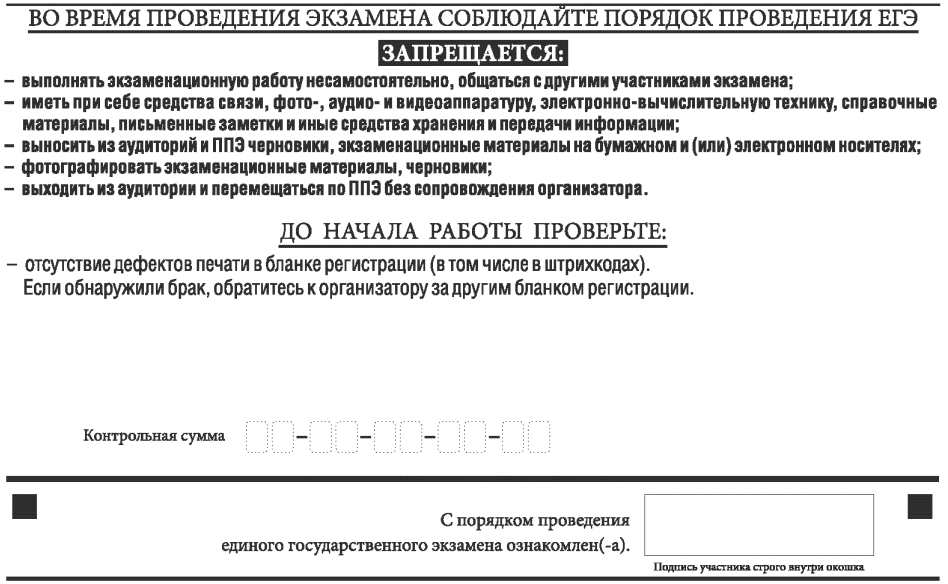 ВО ВРЕМЯ ПРОВЕДЕНИЯ ЭКЗАМЕНА СОБЛЮДАЙТЕ ПОРЯДОК ПРОВЕДЕНИЯ ЕГЭ
ЗАПРЕЩАЕТСЯ:
– выполнять экзаменационную работу несамостоятельно, общаться с другими участниками экзамена;
– иметь при себе средства связи, фото-, аудио- и видеоаппаратуру, электронно-вычислительную технику, справочные
материалы, письменные заметки и иные средства хранения и передачи информации;
– выносить из аудиторий и ППЭ черновики, экзаменационные материалы на бумажном и (или) электронном носителях;
– фотографировать экзаменационные материалы, черновики;
– выходить из аудитории и перемещаться по ППЭ без сопровождения организатора.
ДО НАЧАЛА РАБОТЫ ПРОВЕРЬТЕ:
– отсутствие дефектов печати в бланке регистрации (в том числе в штрихкодах).
Если обнаружили брак, обратитесь к организатору за другим бланком регистрации.
Контрольная сумма – – – –
С порядком проведения
единого государственного экзамена ознакомлен(-а).
Подпись участника строго внутри окошка